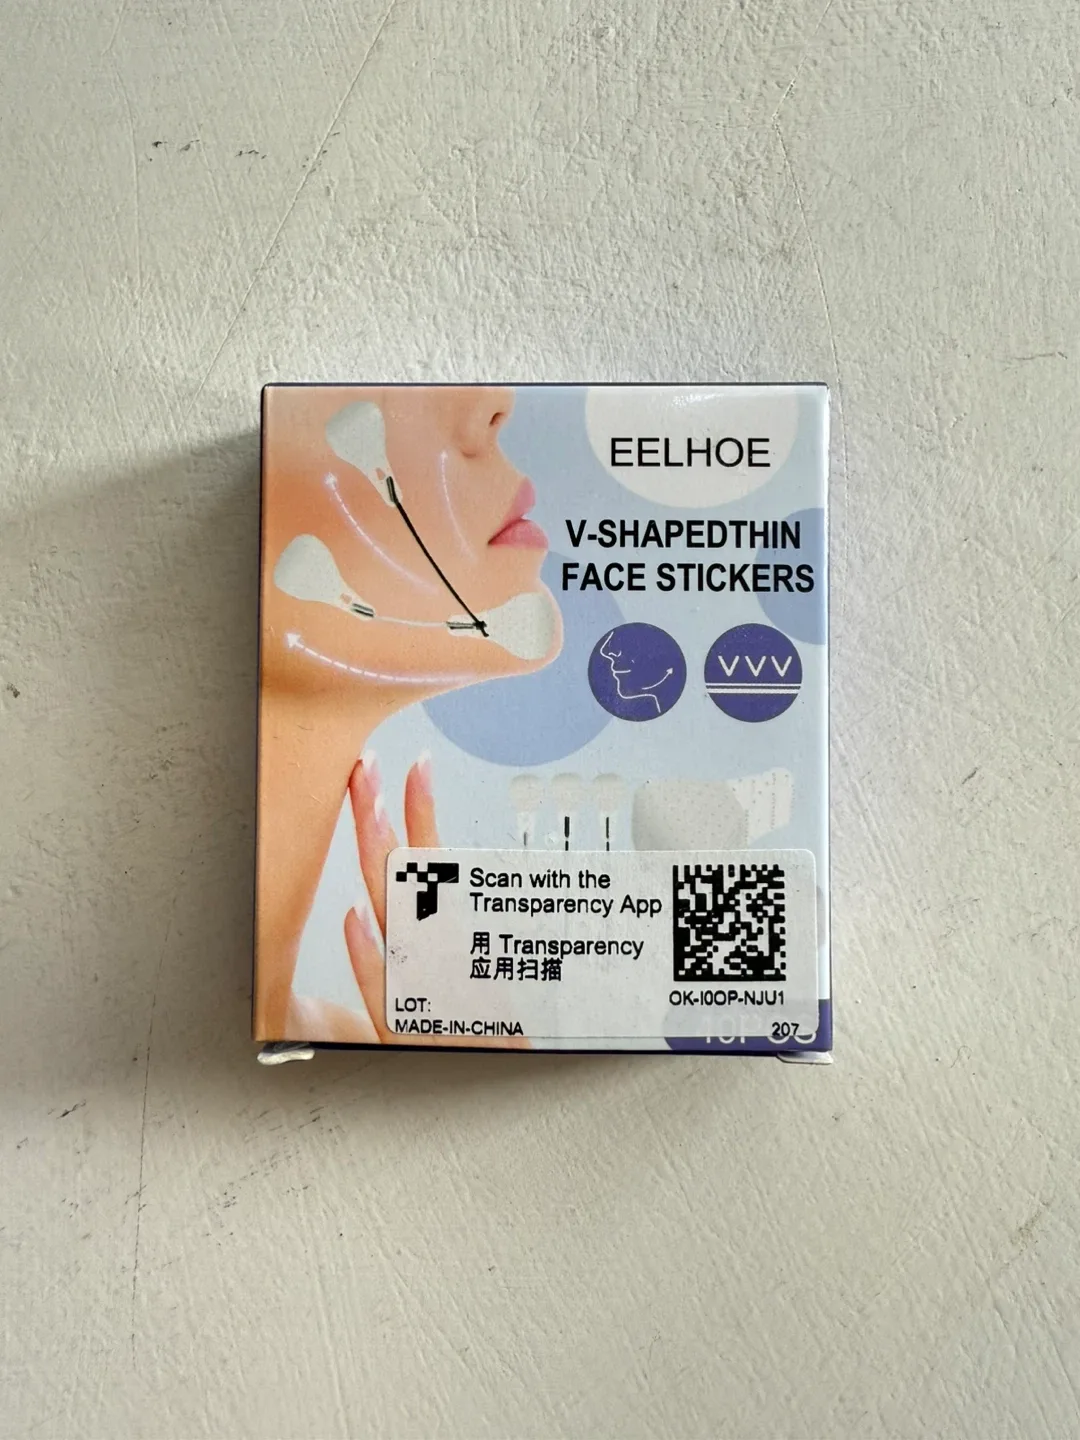 EELHOE
V-SHAPEDTHIN
FACE STICKERS
VVV
Scan with the
Transparency App
用 Transparency
应用扫描
OK-I0OP-NJU1
LOT:
MADE-IN-CHINA
207